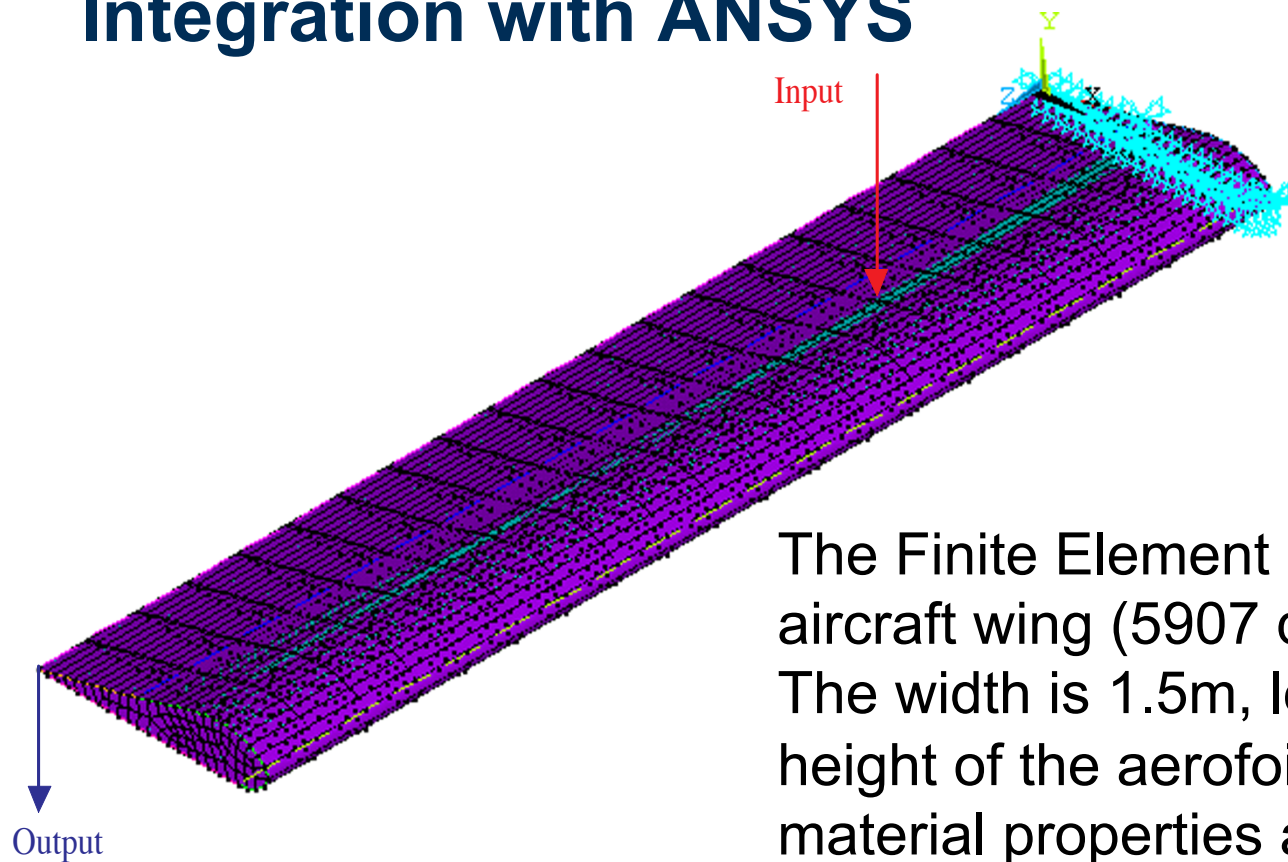 Integration with ANSYS
Y
Input
Z
X
The Finite Element
aircraft wing (5907
The width is 1.5m,
height of the
material properties
Output